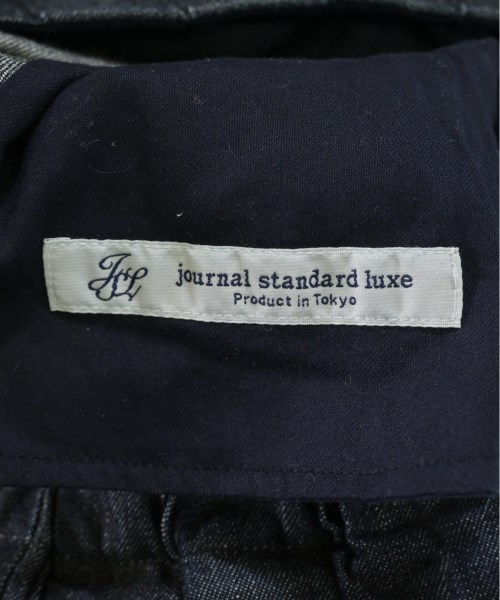 JSL journal standard luxe
Product in Tokyo